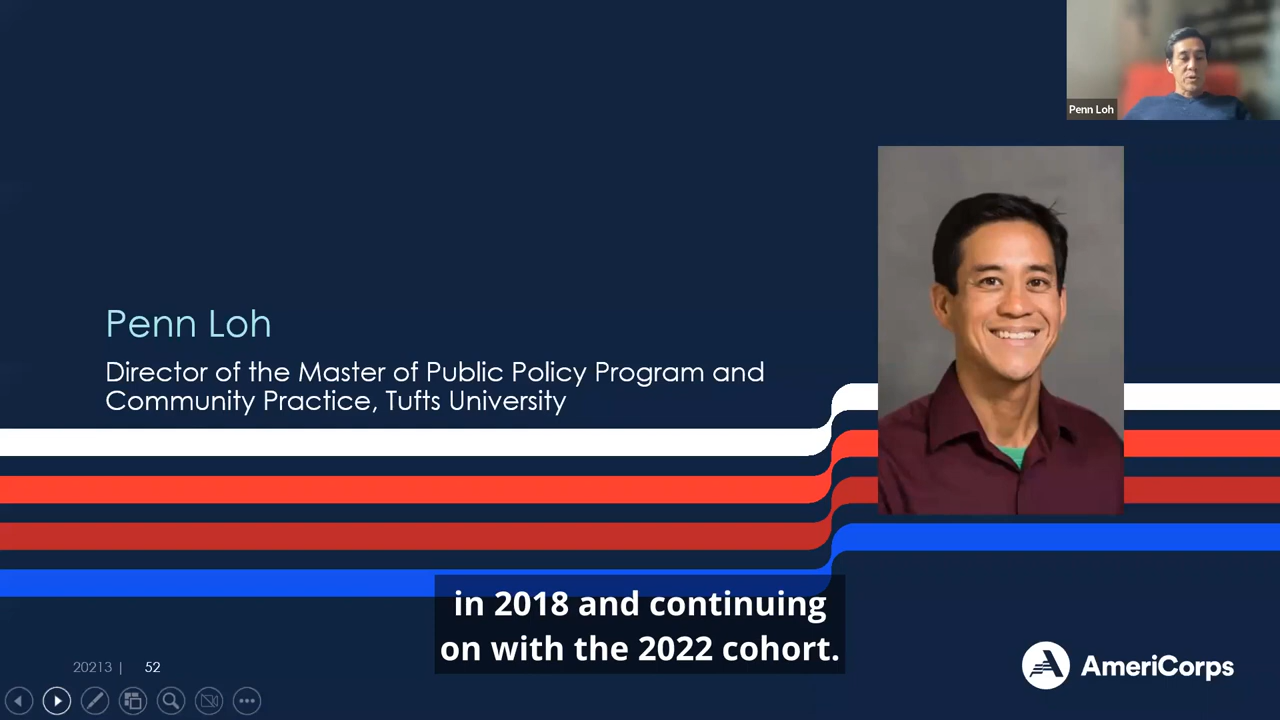 Penn Loh
Penn Loh
Director of the Master of Public Policy Program and
Community Practice, Tufts University
in 2018 and continuing
on with the 2022 cohort.
20213 | 52
AmeriCorps